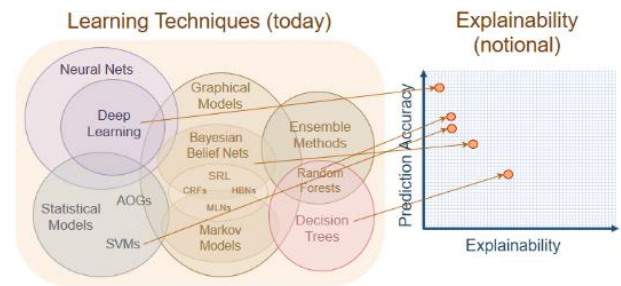 Learning Techniques (today)
Explainability
(notional)
Neural Nets
Graphical
Models
Deep
Learning
Ensemble
Methods
Bayesian
Belief Nets
SRL
Random
Forests
CRFs
HBNs
MLNs
AOGs
Statistical
Models
Decision
Trees
SVMs
Markov
Models
Prediction Accuracy
Explainability